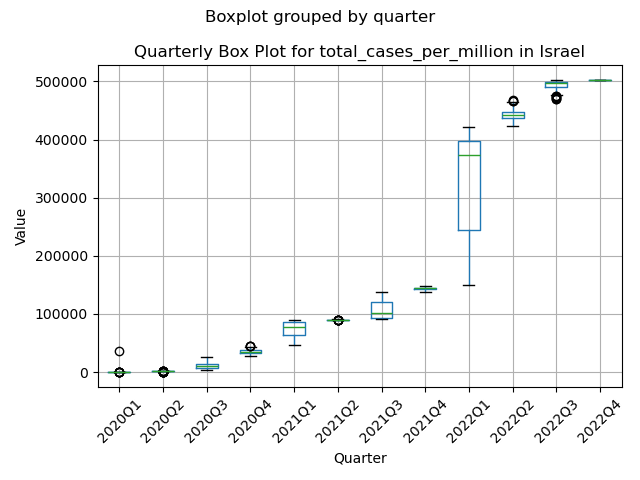 Boxplot grouped by quarter
Quarterly Box Plot for total_cases_per_million in Israel
500000
400000
300000
200000
100000
0
Value
2020Q1 2020Q2 2020Q3 2020Q4 2021Q1 2021Q2 2021Q3 2021Q4 2022Q1 2022Q2 2022Q3 2022Q4
Quarter